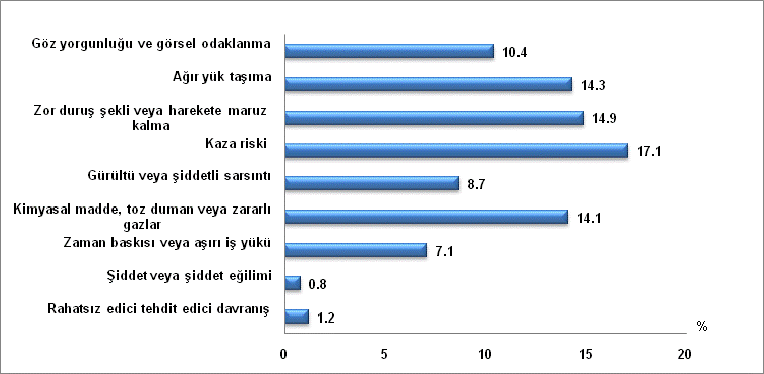 Göz yorgunluğu ve görsel odaklanma
10.4
Ağır yük taşıma
14.3
Zor duruş şekli veya harekete maruz
kalma
14.9
Kaza riski
17.1
Gürültü veya şiddetli sarsıntı
8.7
Kimyasal madde, toz duman veya zararlı
gazlar
14.1
Zaman baskısı veya aşırı iş yükü
7.1
Şiddet veya şiddet eğilimi
0.8
Rahatsız edici tehdit edici davranış
1.2
%
0 5 10 15 20